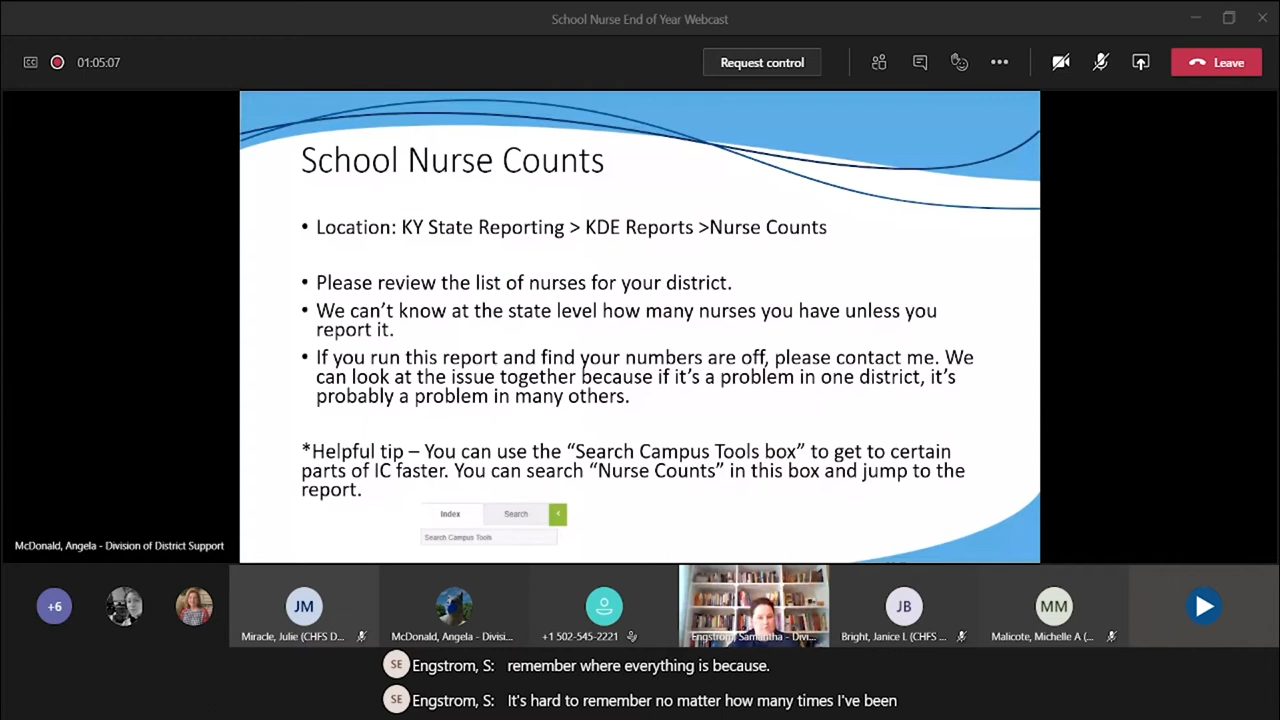 School Nurse End of Year Webcast
01:05:07
Request control
Leave
School Nurse Counts
• Location: KY State Reporting > KDE Reports >Nurse Counts
• Please review the list of nurses for your district.
• We can't know at the state level how many nurses you have unless you
report it.
• If you run this report and find your numbers are off, please contact me. We
can look at the issue together because if it's a problem in one district, it's
probably a problem in many others.
*Helpful tip – You can use the “Search Campus Tools box” to get to certain
parts of IC faster. You can search “Nurse Counts” in this box and jump to the
report.
Index
Search
Search Campus Tools
McDonald, Angela - Division of District Support
+6
JM
JB
MM
Miracle, Julie (CHFS D...
McDonald, Angela - Divisi...
+1 502-545-2221
Engstrom, Samantha - Divi...
Bright, Janice L (CHFS ...
Malicote, Michelle A (...
SE Engstrom, S: remember where everything is because.
SE Engstrom, S: It's hard to remember no matter how many times I've been